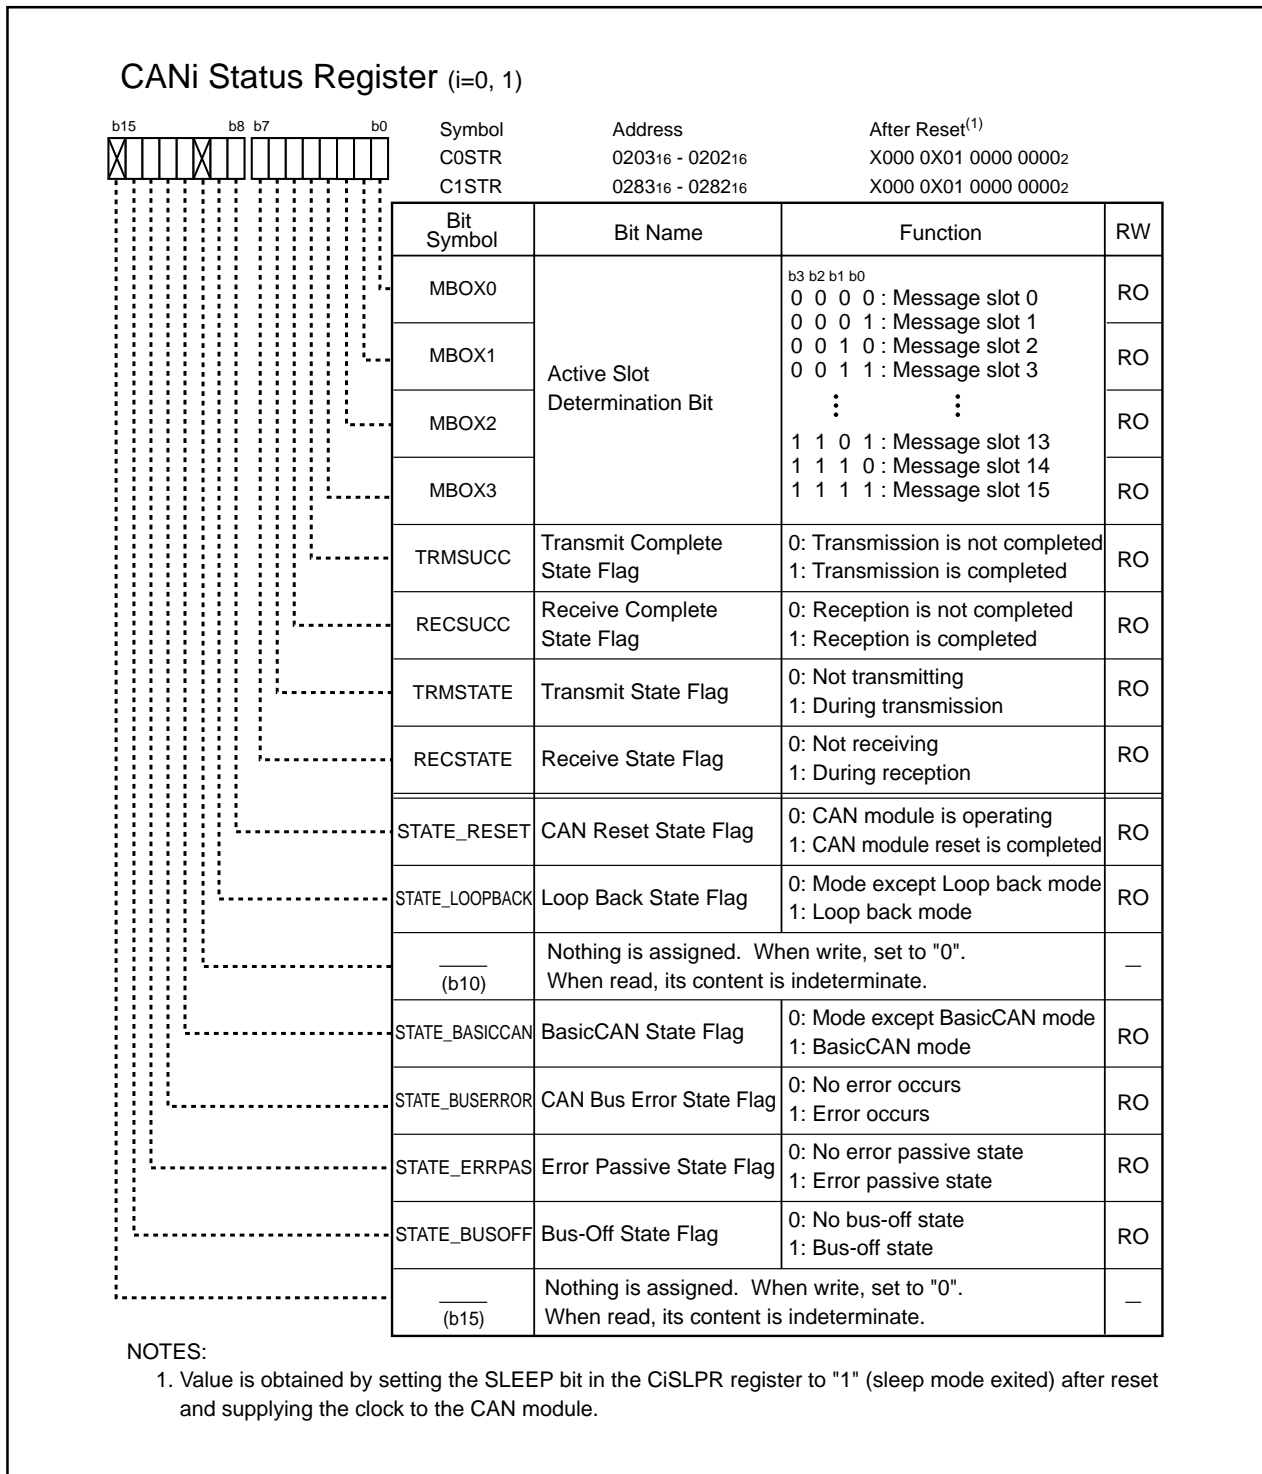 CANi Status Register (i=0, 1)
b15 b8 b7 b0
Symbol Address After Reset(1)
C0STR 020316 - 020216 X000 0X01 0000 00002
C1STR 028316 - 028216 X000 0X01 0000 00002
Bit Symbol Bit Name Function RW
MBOX0 RO
MBOX1 RO
MBOX2 RO
MBOX3 RO
Active Slot
Determination Bit
b3 b2 b1 b0
0 0 0 0 : Message slot 0
0 0 0 1 : Message slot 1
0 0 1 0 : Message slot 2
0 0 1 1 : Message slot 3
1 1 0 1 : Message slot 13
1 1 1 0 : Message slot 14
1 1 1 1 : Message slot 15
TRMSUCC Transmit Complete State Flag 0: Transmission is not completed RO
1: Transmission is completed
RECSUCC Receive Complete State Flag 0: Reception is not completed RO
1: Reception is completed
TRMSTATE Transmit State Flag 0: Not transmitting RO
1: During transmission
RECSTATE Receive State Flag 0: Not receiving RO
1: During reception
STATE_RESET CAN Reset State Flag 0: CAN module is operating RO
1: CAN module reset is completed
STATE_LOOPBACK Loop Back State Flag 0: Mode except Loop back mode RO
1: Loop back mode
(b10) Nothing is assigned. When write, set to "0". —
When read, its content is indeterminate.
STATE_BASICCAN BasicCAN State Flag 0: Mode except BasicCAN mode RO
1: BasicCAN mode
STATE_BUSERROR CAN Bus Error State Flag 0: No error occurs RO
1: Error occurs
STATE_ERRPAS Error Passive State Flag 0: No error passive state RO
1: Error passive state
STATE_BUSOFF Bus-Off State Flag 0: No bus-off state RO
1: Bus-off state
(b15) Nothing is assigned. When write, set to "0". —
When read, its content is indeterminate.
NOTES:
1. Value is obtained by setting the SLEEP bit in the CiSLPR register to "1" (sleep mode exited) after reset
and supplying the clock to the CAN module.